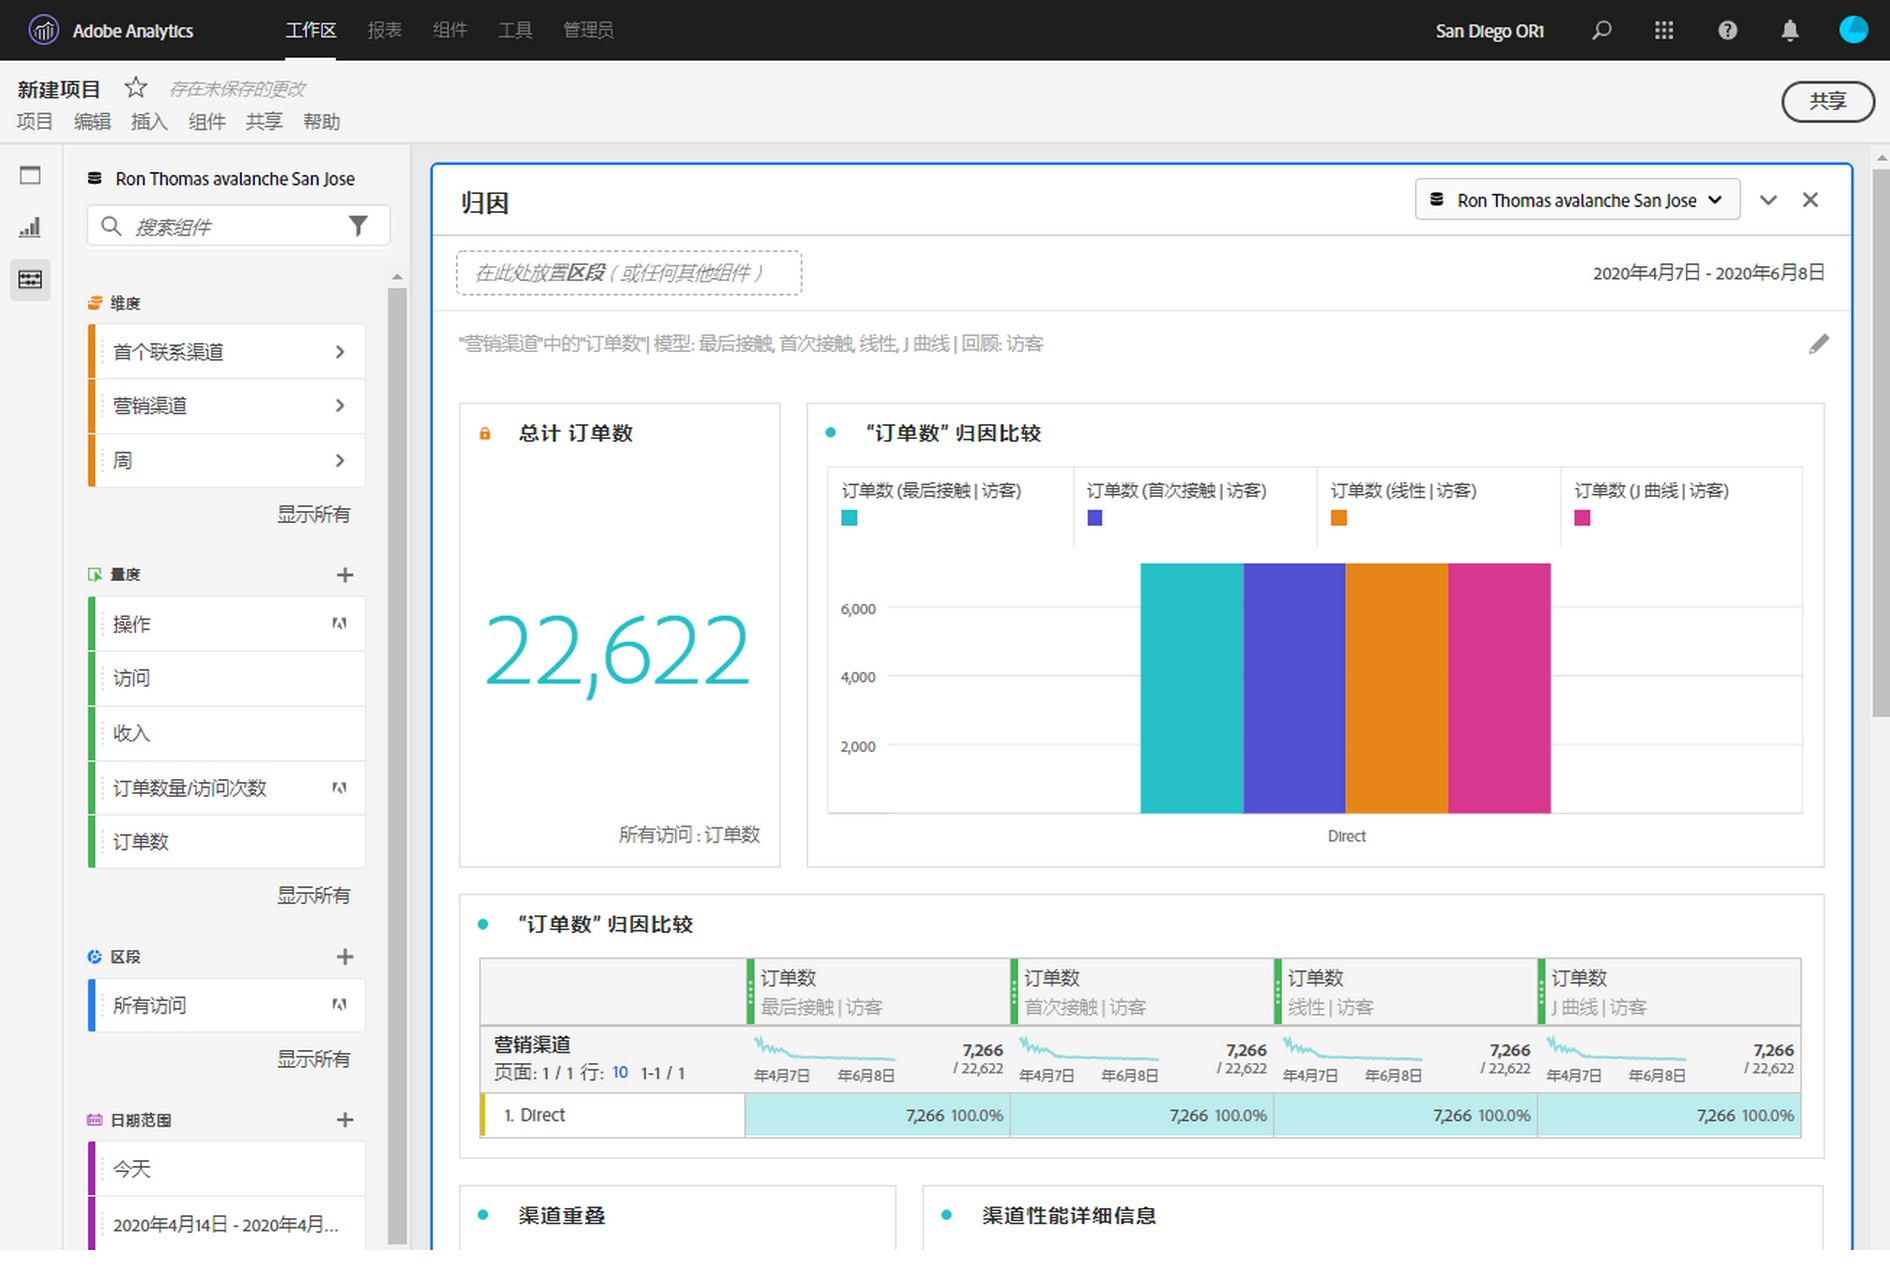 Adobe Analytics 工作区 报表 组件 工具 管理员 San Diego OR1
新建项目 存在未保存的更改
项目 编辑 插入 组件 共享 帮助
共享
Ron Thomas avalanche San Jose
搜索组件
维度
首个联系渠道
营销渠道
周
显示所有
量度
操作
访问
收入
订单数量/访问次数
订单数
显示所有
区段
所有访问
显示所有
日期范围
今天
2020年4月14日 - 2020年4月...
归因
Ron Thomas avalanche San Jose
在此处放置区段（或任何其他组件）
2020年4月7日 - 2020年6月8日
"营销渠道"中的"订单数"| 模型: 最后接触, 首次接触, 线性, J 曲线 | 回顾: 访客
总计 订单数
22,622
所有访问 : 订单数
“订单数” 归因比较
订单数 (最后接触 | 访客) 订单数 (首次接触 | 访客) 订单数 (线性 | 访客) 订单数 (J 曲线 | 访客)
6,000
4,000
2,000
Direct
“订单数” 归因比较
订单数 订单数 订单数 订单数
最后接触 | 访客 首次接触 | 访客 线性 | 访客 J 曲线 | 访客
营销渠道 7,266 7,266 7,266 7,266
页面: 1 / 1 行: 10 1-1 / 1 / 22,622 / 22,622 / 22,622 / 22,622
年4月7日 年6月8日 年4月7日 年6月8日 年4月7日 年6月8日 年4月7日 年6月8日
1. Direct 7,266 100.0% 7,266 100.0% 7,266 100.0% 7,266 100.0%
渠道重叠
渠道性能详细信息